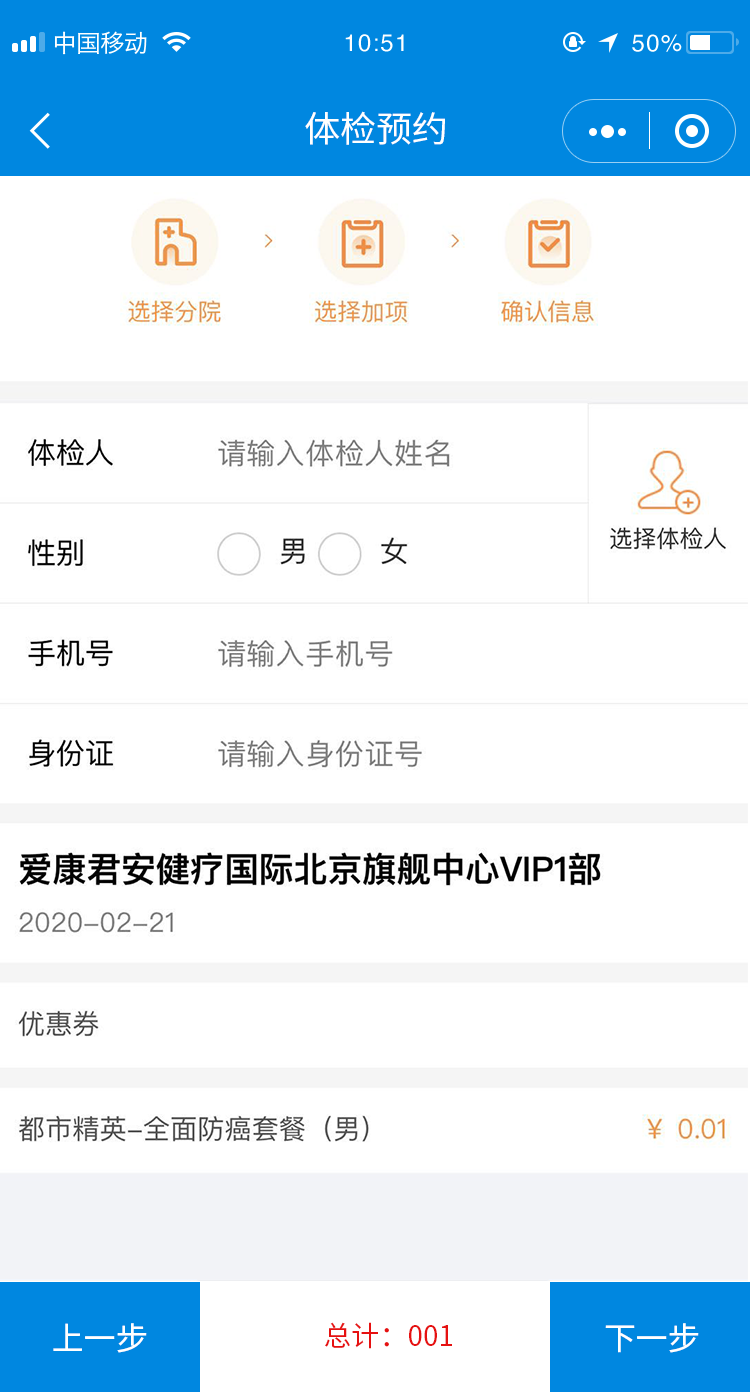 中国移动 10:51 50%
体检预约
选择分院 选择加项 确认信息
体检人 请输入体检人姓名
选择体检人
性别 男 女
手机号 请输入手机号
身份证 请输入身份证号
爱康君安健疗国际北京旗舰中心VIP1部
2020-02-21
优惠券
都市精英-全面防癌套餐（男） ¥ 0.01
上一步 总计：001 下一步